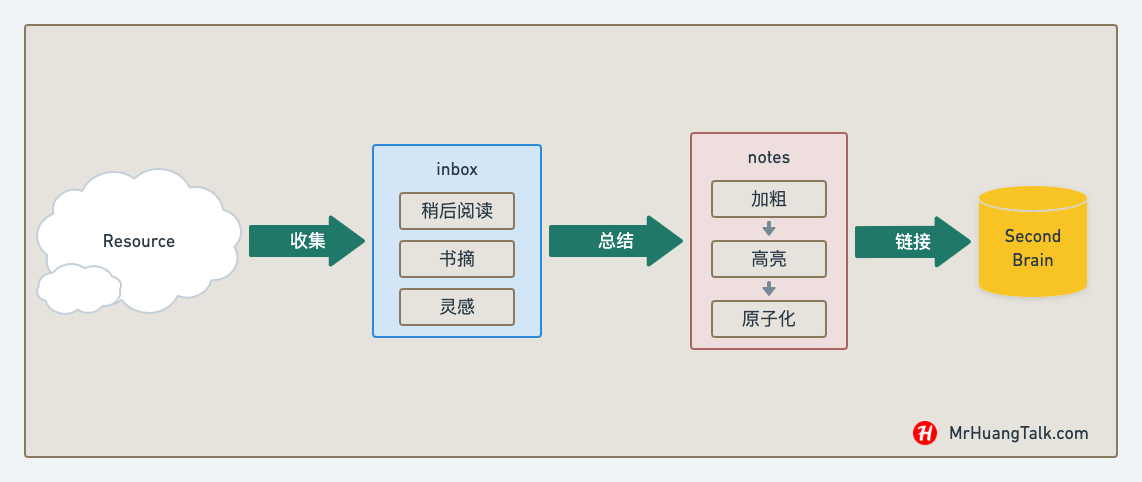 Resource
收集
inbox
稍后阅读
书摘
灵感
总结
notes
加粗
高亮
原子化
链接
Second
Brain
H MrHuangTalk.com